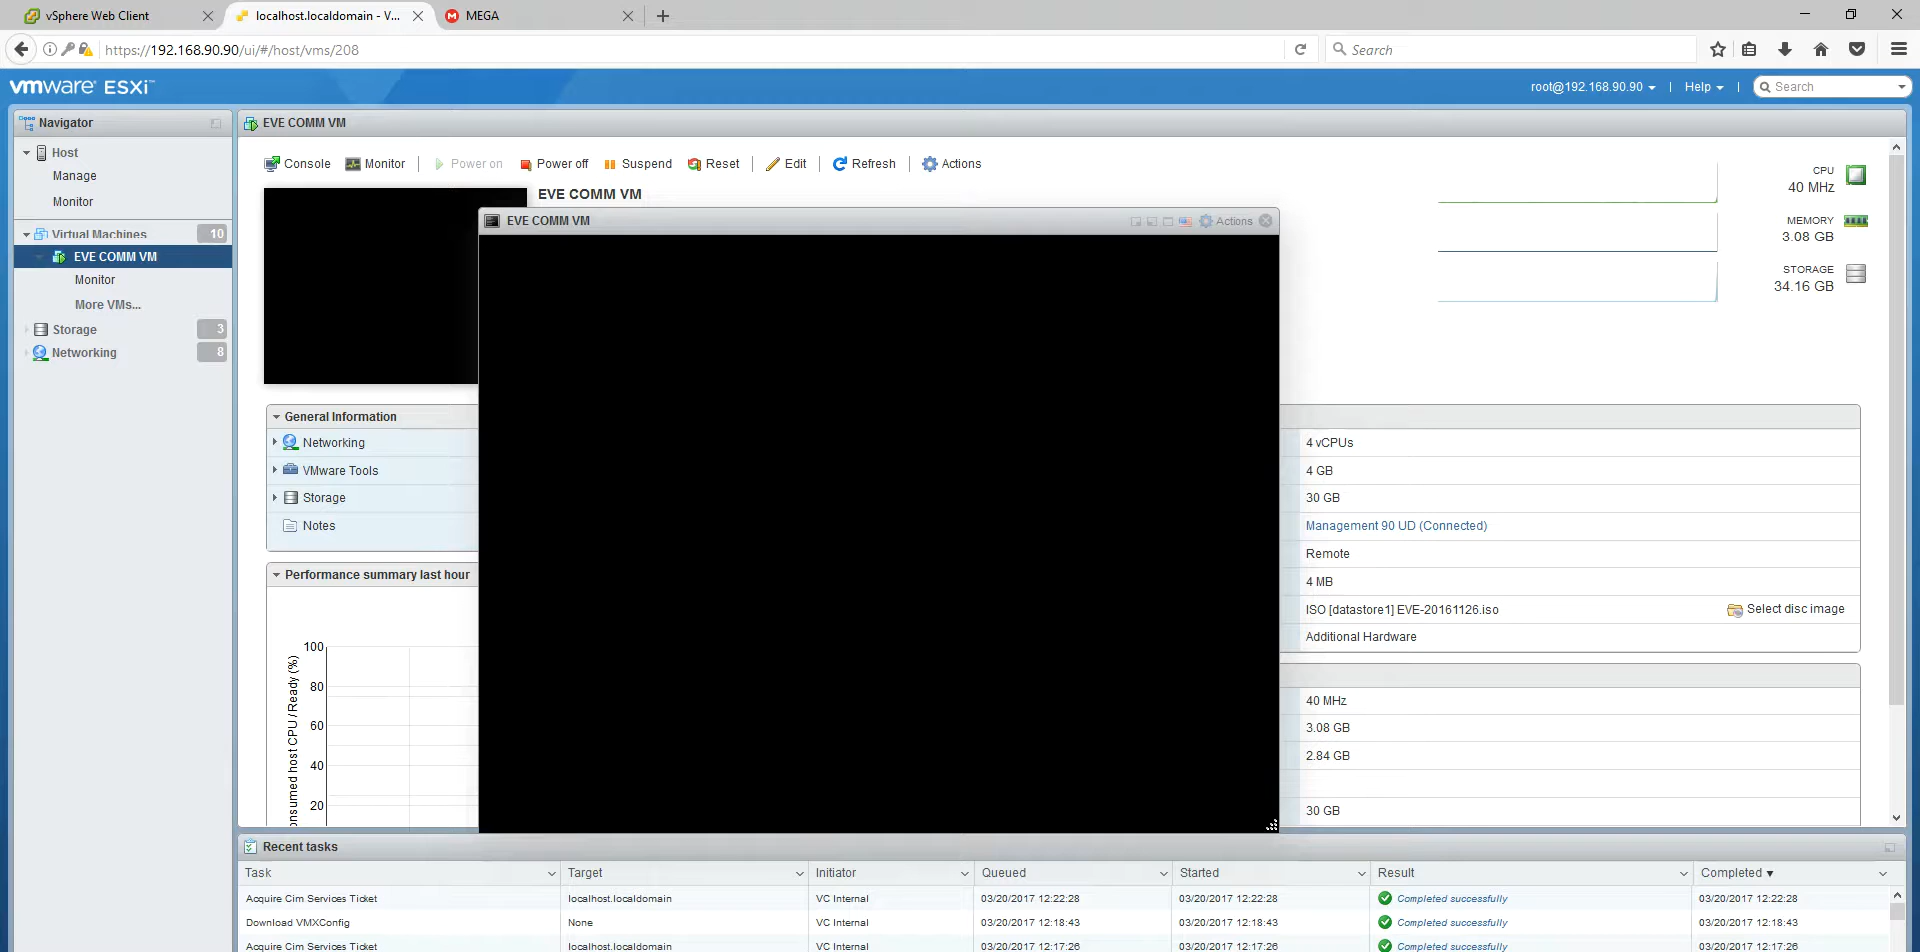 vSphere Web Client
localhost.localdomain - V...
MEGA
https://192.168.90.90/ui/#/host/vms/208
Search
vmware ESXi™
root@192.168.90.90
Help
Search
Navigator
EVE COMM VM
Host
Manage
Monitor
Virtual Machines 10
EVE COMM VM
Monitor
More VMs...
Storage 3
Networking 8
Console Monitor Power on Power off Suspend Reset Edit Refresh Actions
EVE COMM VM
CPU
40 MHz
MEMORY
3.08 GB
STORAGE
34.16 GB
EVE COMM VM
Actions
General Information
Networking
VMware Tools
Storage
Notes
4 vCPUs
4 GB
30 GB
Management 90 UD (Connected)
Remote
4 MB
ISO [datastore1] EVE-20161126.iso
Select disc image
Additional Hardware
Performance summary last hour
onsumed host CPU / Ready (%)
100
80
60
40
20
40 MHz
3.08 GB
2.84 GB
30 GB
Recent tasks
Task Target Initiator Queued Started Result Completed ▼
Acquire Cim Services Ticket localhost.localdomain VC Internal 03/20/2017 12:22:28 03/20/2017 12:22:28 Completed successfully 03/20/2017 12:22:28
Download VMXConfig None VC Internal 03/20/2017 12:18:43 03/20/2017 12:18:43 Completed successfully 03/20/2017 12:18:43
Acquire Cim Services Ticket localhost.localdomain VC Internal 03/20/2017 12:17:26 03/20/2017 12:17:26 Completed successfully 03/20/2017 12:17:26